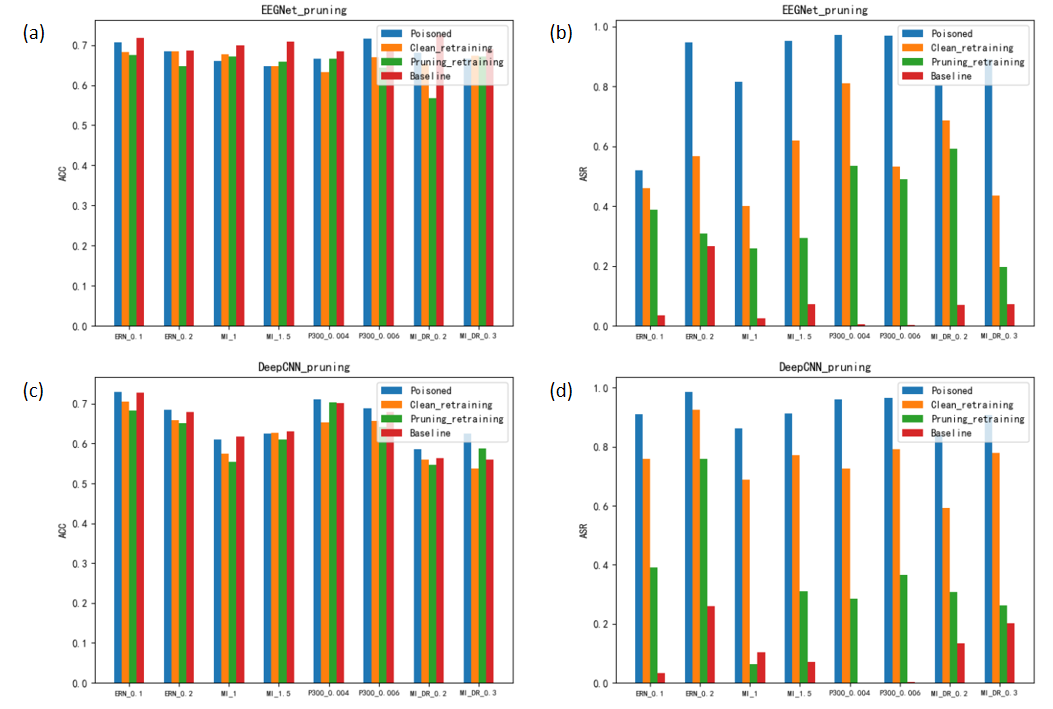 (a)
EEGNet_pruning
Poisoned
Clean_retraining
Pruning_retraining
Baseline
ACC
0.7
0.6
0.5
0.4
0.3
0.2
0.1
0.0
ERN_0.1 ERN_0.2 MI_1 MI_1.5 P300_0.004 P300_0.006 MI_DR_0.2 MI_DR_0.3
(b)
EEGNet_pruning
Poisoned
Clean_retraining
Pruning_retraining
Baseline
ASR
1.0
0.8
0.6
0.4
0.2
0.0
ERN_0.1 ERN_0.2 MI_1 MI_1.5 P300_0.004 P300_0.006 MI_DR_0.2 MI_DR_0.3
(c)
DeepCNN_pruning
Poisoned
Clean_retraining
Pruning_retraining
Baseline
ACC
0.7
0.6
0.5
0.4
0.3
0.2
0.1
0.0
ERN_0.1 ERN_0.2 MI_1 MI_1.5 P300_0.004 P300_0.006 MI_DR_0.2 MI_DR_0.3
(d)
DeepCNN_pruning
Poisoned
Clean_retraining
Pruning_retraining
Baseline
ASR
1.0
0.8
0.6
0.4
0.2
0.0
ERN_0.1 ERN_0.2 MI_1 MI_1.5 P300_0.004 P300_0.006 MI_DR_0.2 MI_DR_0.3